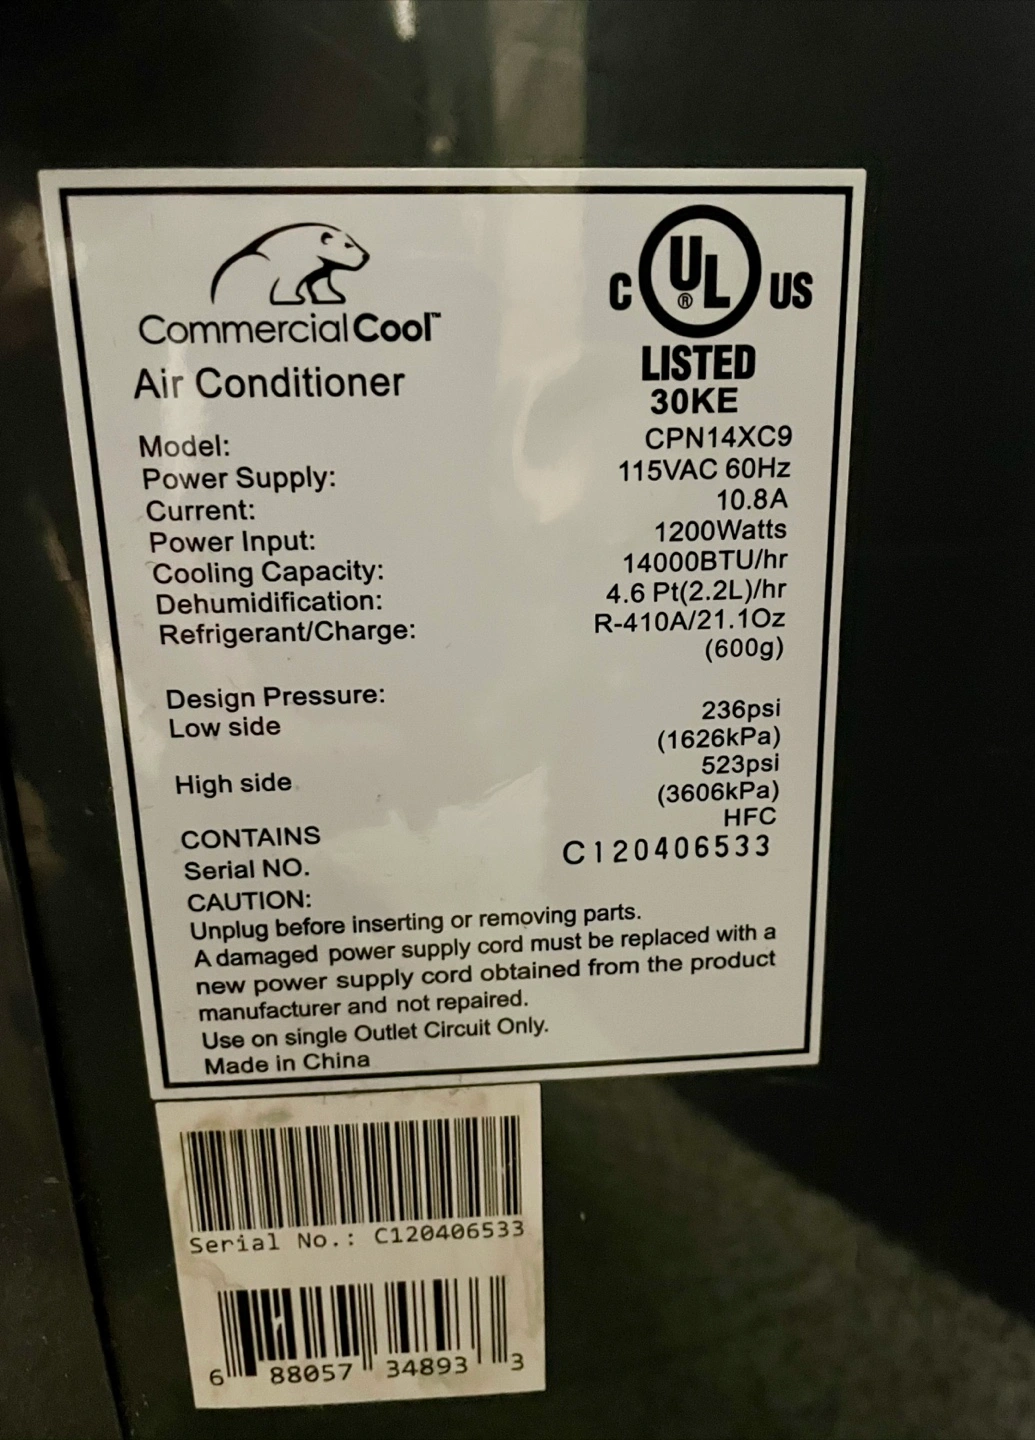 CommercialCool™
Air Conditioner
C UL® US
LISTED
30KE
Model: CPN14XC9
Power Supply: 115VAC 60Hz
Current: 10.8A
Power Input: 1200Watts
Cooling Capacity: 14000BTU/hr
Dehumidification: 4.6 Pt(2.2L)/hr
Refrigerant/Charge: R-410A/21.1Oz
(600g)
Design Pressure:
Low side 236psi
(1626kPa)
High side 523psi
(3606kPa)
CONTAINS HFC
Serial NO. C120406533
CAUTION:
Unplug before inserting or removing parts.
A damaged power supply cord must be replaced with a
new power supply cord obtained from the product
manufacturer and not repaired.
Use on single Outlet Circuit Only.
Made in China
Serial No.: C120406533
6 88057 34893 3